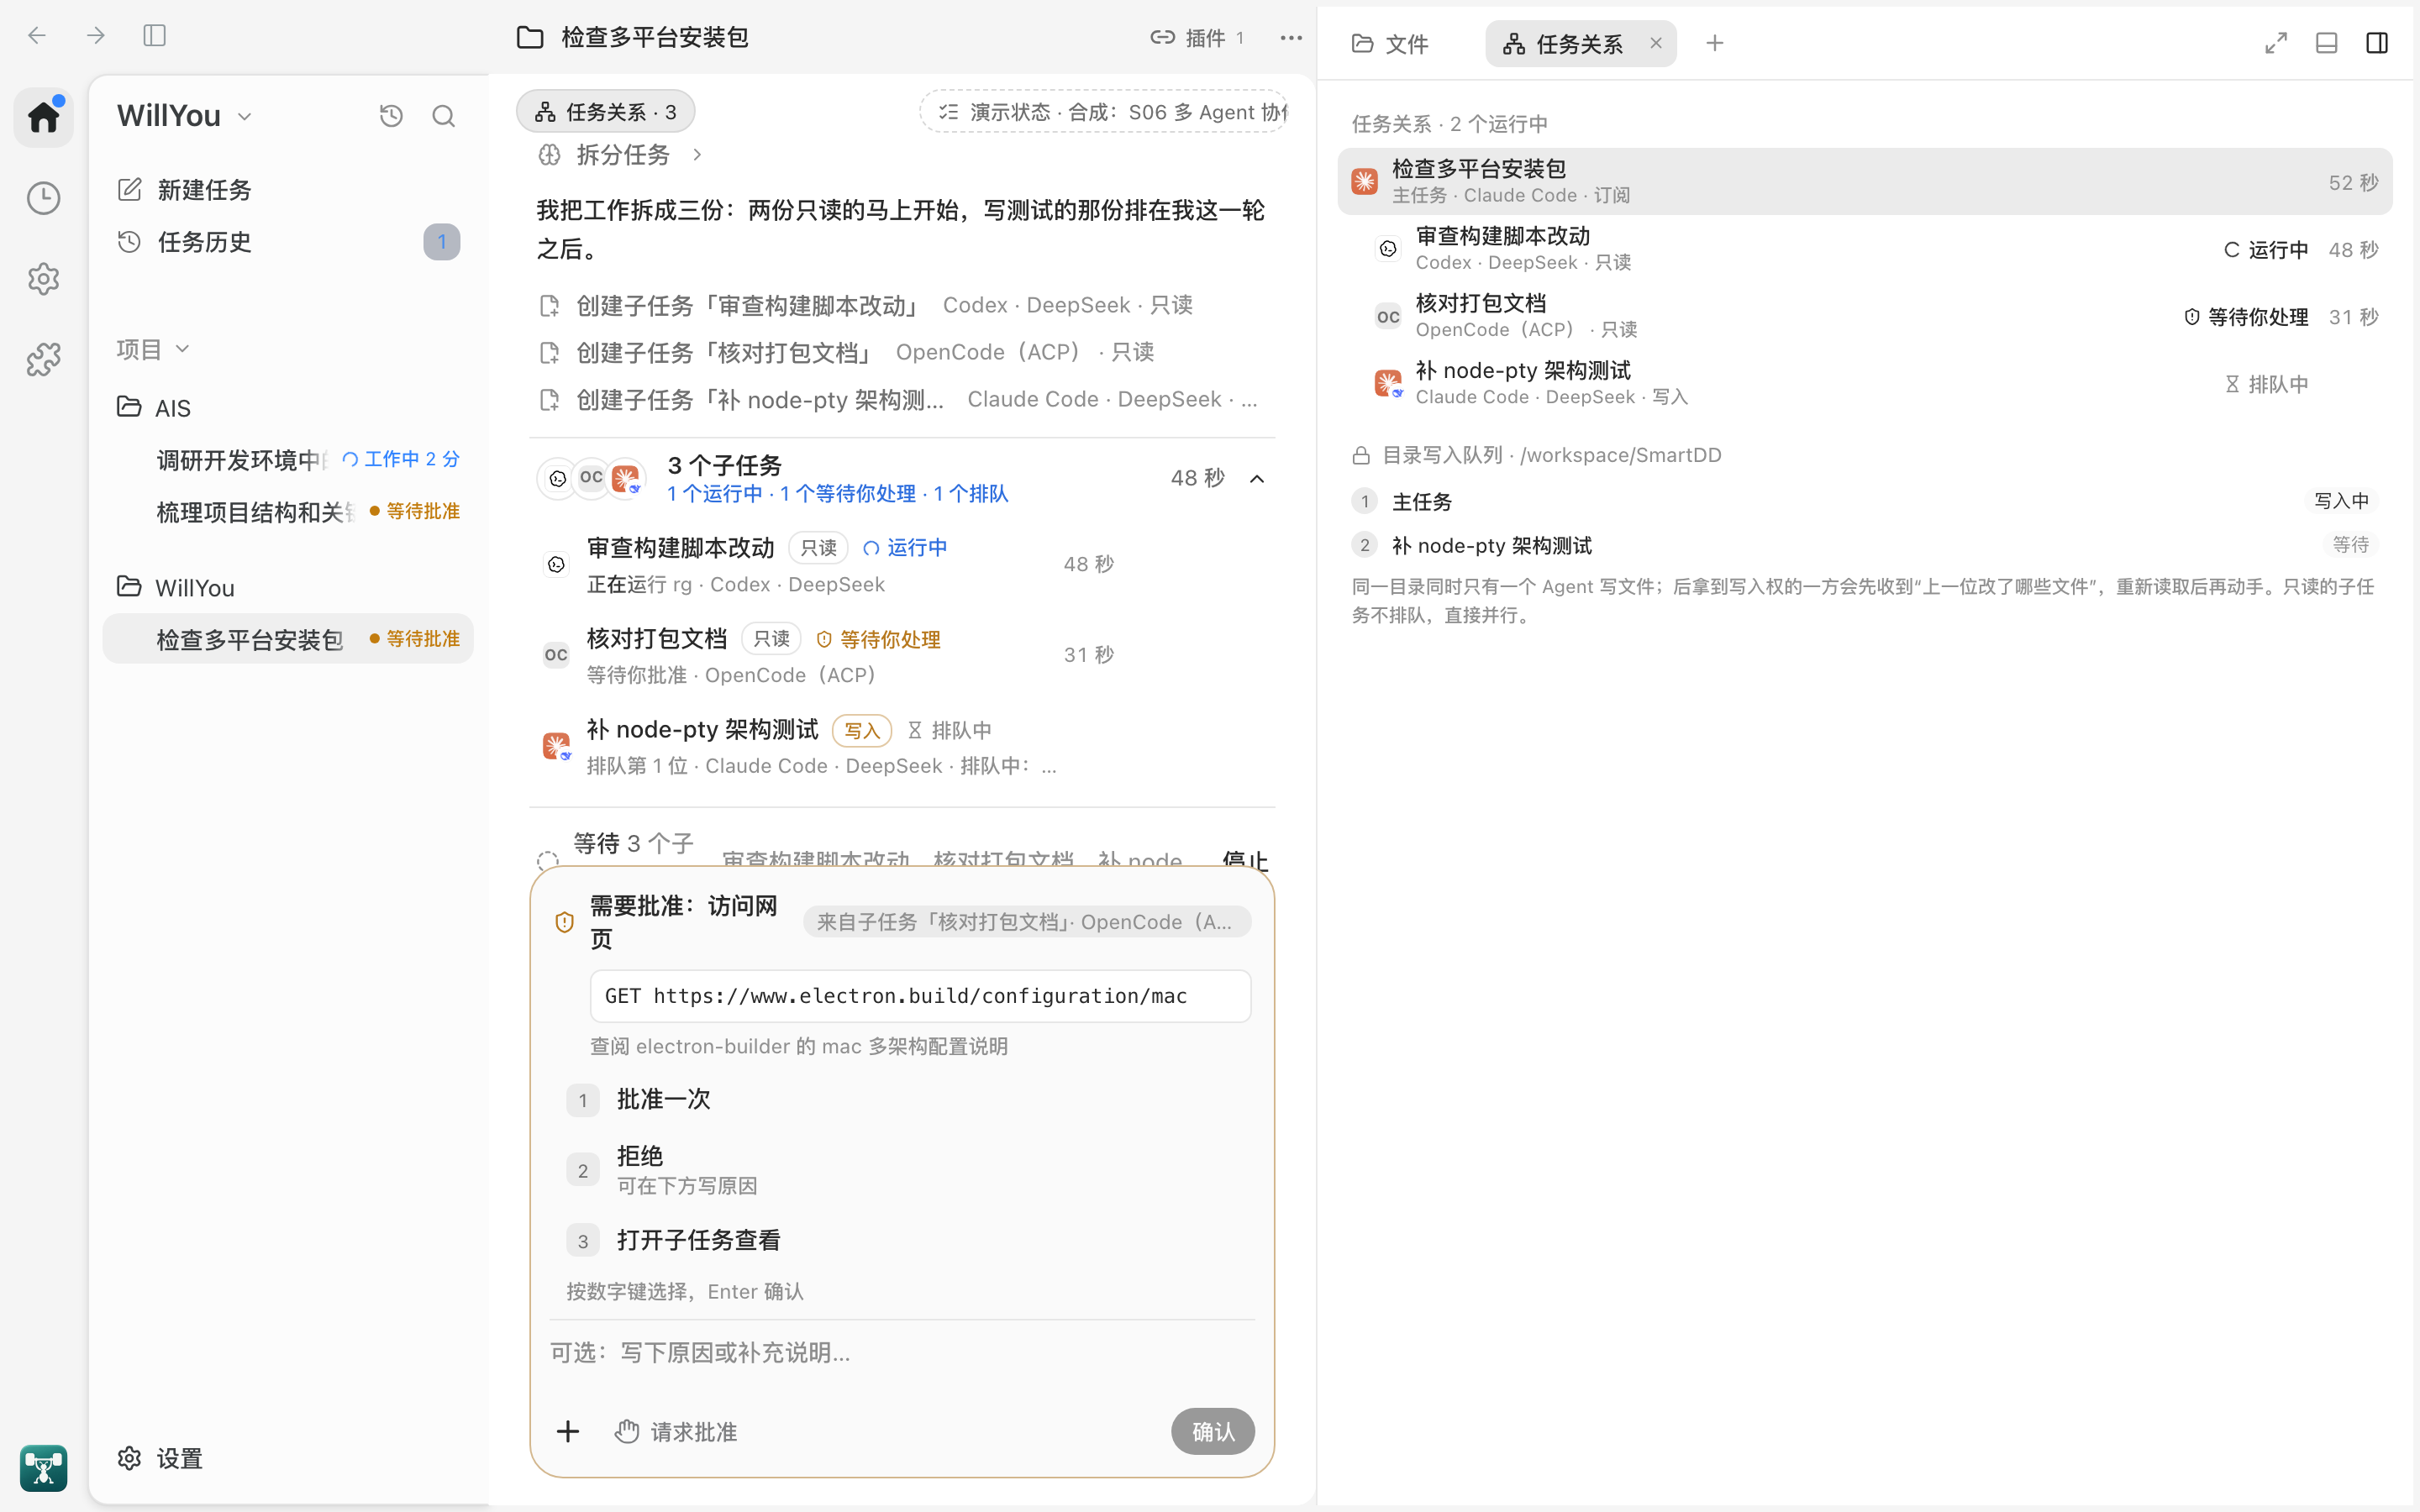 WillYou
新建任务
任务历史
1
项目
AIS
调研开发环境中
工作中 2 分
梳理项目结构和关
等待批准
WillYou
检查多平台安装包
等待批准
设置
检查多平台安装包
插件 1
任务关系 · 3
演示状态 · 合成：S06 多 Agent 协
拆分任务
我把工作拆成三份：两份只读的马上开始，写测试的那份排在我这一轮
之后。
创建子任务「审查构建脚本改动」 Codex · DeepSeek · 只读
创建子任务「核对打包文档」 OpenCode（ACP） · 只读
创建子任务「补 node-pty 架构测... Claude Code · DeepSeek · ...
OC
3 个子任务
1 个运行中 · 1 个等待你处理 · 1 个排队
48 秒
审查构建脚本改动 只读 运行中
正在运行 rg · Codex · DeepSeek
48 秒
OC
核对打包文档 只读 等待你处理
等待你批准 · OpenCode（ACP）
31 秒
补 node-pty 架构测试 写入 排队中
排队第 1 位 · Claude Code · DeepSeek · 排队中：...
等待 3 个子
审查构建脚本改动、核对打包文档、补 node
停止
需要批准：访问网
页
来自子任务「核对打包文档」· OpenCode（A...
GET https://www.electron.build/configuration/mac
查阅 electron-builder 的 mac 多架构配置说明
1 批准一次
2 拒绝
可在下方写原因
3 打开子任务查看
按数字键选择，Enter 确认
可选：写下原因或补充说明...
请求批准
确认
文件
任务关系
任务关系 · 2 个运行中
检查多平台安装包
主任务 · Claude Code · 订阅
52 秒
审查构建脚本改动
Codex · DeepSeek · 只读
运行中 48 秒
OC
核对打包文档
OpenCode（ACP） · 只读
等待你处理 31 秒
补 node-pty 架构测试
Claude Code · DeepSeek · 写入
排队中
目录写入队列 · /workspace/SmartDD
1 主任务 写入中
2 补 node-pty 架构测试 等待
同一目录同时只有一个 Agent 写文件；后拿到写入权的一方会先收到“上一位改了哪些文件”，重新读取后再动手。只读的子任
务不排队，直接并行。